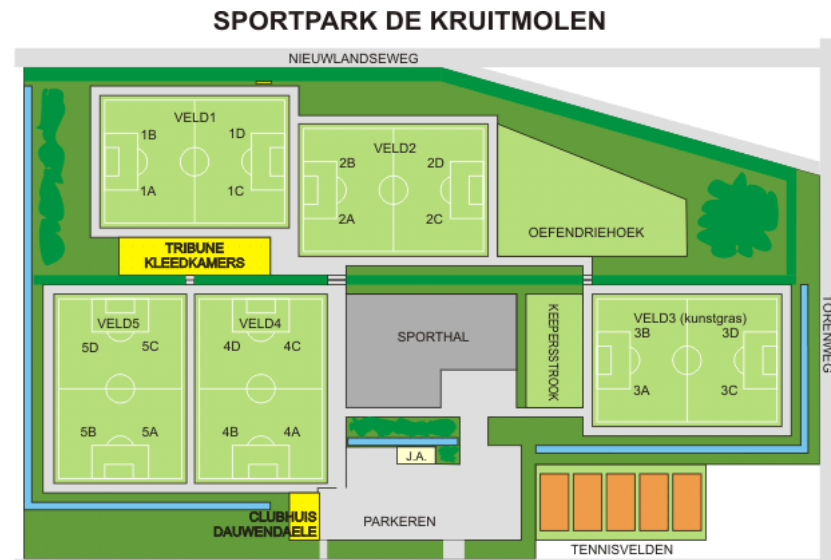 SPORTPARK DE KRUITMOLEN
NIEUWLANDSEWEG
VELD1
1B
1D
1A
1C
VELD2
2B
2D
2A
2C
OEFENDRIEHOEK
TRIBUNE
KLEEDKAMERS
TORENWEG
VELD5
5D
5C
5B
5A
VELD4
4D
4C
4B
4A
SPORTHAL
KEEPERSSTROOK
VELD3 (kunstgras)
3B
3D
3A
3C
J.A.
CLUBHUIS
DAUWENDAELE
PARKEREN
TENNISVELDEN